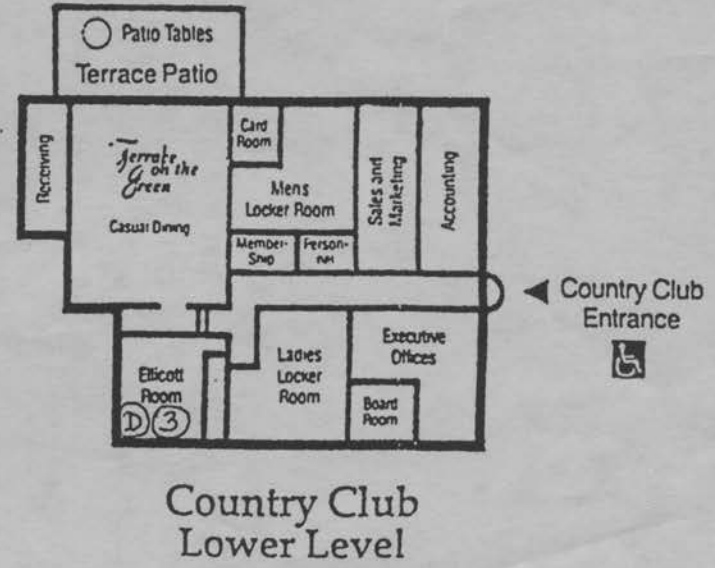 Patio Tables
Terrace Patio
Receiving
Terrace
on the
Green
Casual Dining
Card
Room
Mens
Locker Room
Member-
Ship
Person-
nel
Sales and
Marketing
Accounting
Country Club
Entrance
Ellicott
Room
D 3
Ladies
Locker
Room
Executive
Offices
Board
Room
Country Club
Lower Level